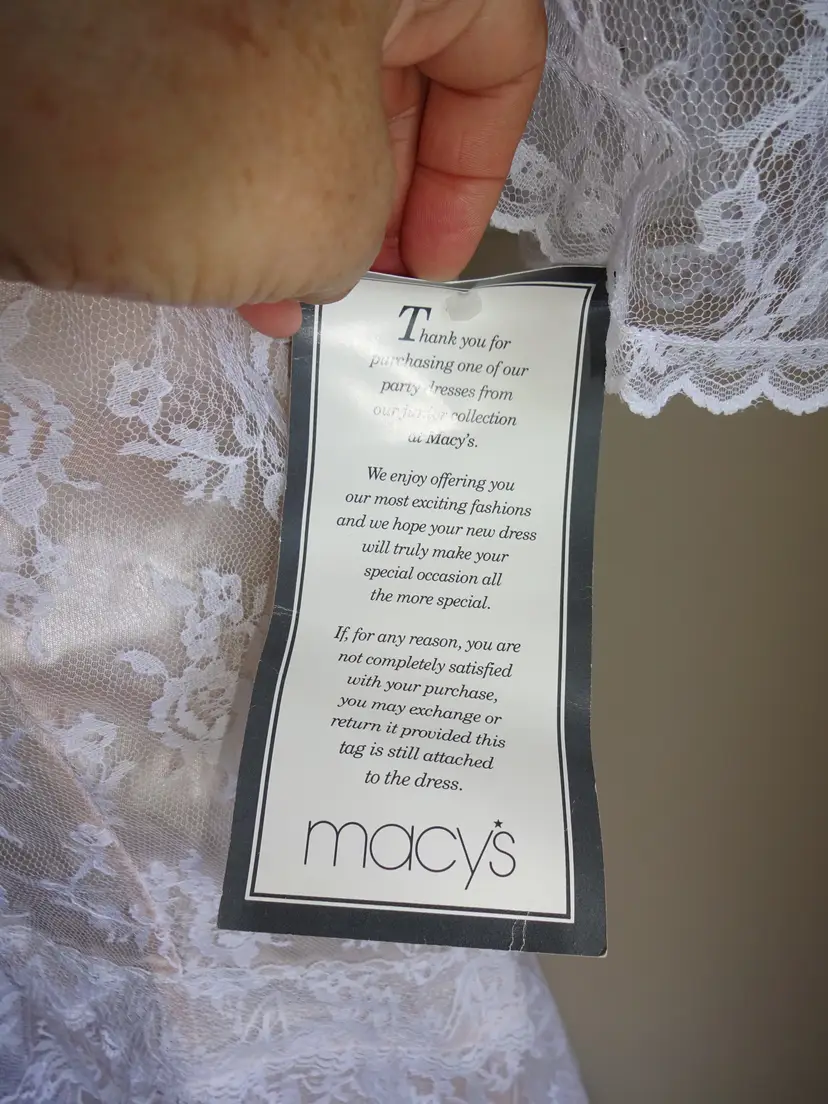 Thank you for
purchasing one of our
party dresses from
our junior collection
at Macy's.
We enjoy offering you
our most exciting fashions
and we hope your new dress
will truly make your
special occasion all
the more special.
If, for any reason, you are
not completely satisfied
with your purchase,
you may exchange or
return it provided this
tag is still attached
to the dress.
macy's